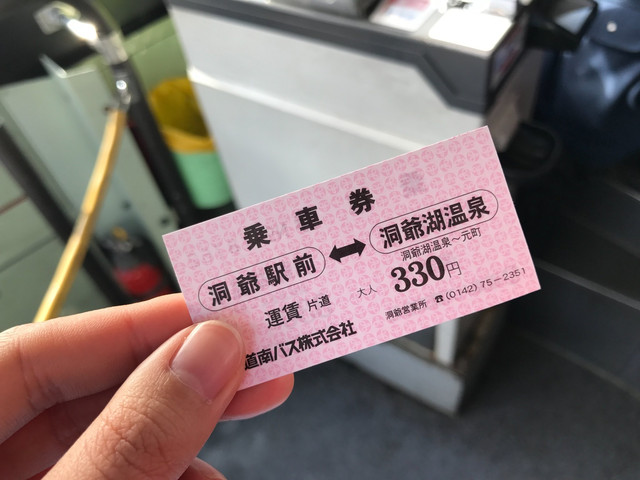 乗車券
洞爺駅前 ↔ 洞爺湖温泉
洞爺湖温泉～元町
運賃 片道 大人 330円
道南バス株式会社 洞爺営業所 ☎(0142)75-2351